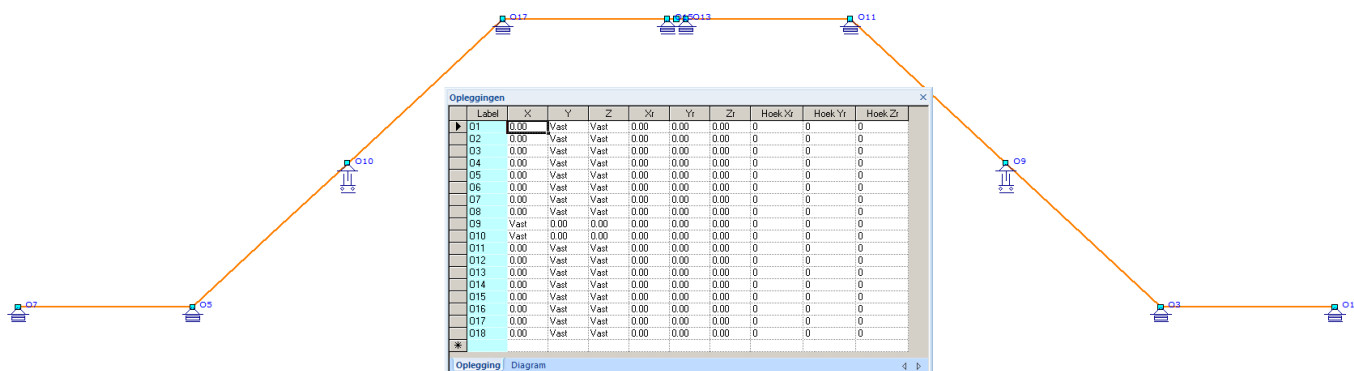 O17
O13
O11
Opleggingen
Label X Y Z Xr Yr Zr Hoek Xr Hoek Yr Hoek Zr
O1 0.00 Vast Vast 0.00 0.00 0.00 0 0 0
O2 0.00 Vast Vast 0.00 0.00 0.00 0 0 0
O3 0.00 Vast Vast 0.00 0.00 0.00 0 0 0
O4 0.00 Vast Vast 0.00 0.00 0.00 0 0 0
O5 0.00 Vast Vast 0.00 0.00 0.00 0 0 0
O6 0.00 Vast Vast 0.00 0.00 0.00 0 0 0
O7 0.00 Vast Vast 0.00 0.00 0.00 0 0 0
O8 0.00 Vast Vast 0.00 0.00 0.00 0 0 0
O9 Vast 0.00 0.00 0.00 0.00 0.00 0 0 0
O10 Vast 0.00 0.00 0.00 0.00 0.00 0 0 0
O11 0.00 Vast Vast 0.00 0.00 0.00 0 0 0
O12 0.00 Vast Vast 0.00 0.00 0.00 0 0 0
O13 0.00 Vast Vast 0.00 0.00 0.00 0 0 0
O14 0.00 Vast Vast 0.00 0.00 0.00 0 0 0
O15 0.00 Vast Vast 0.00 0.00 0.00 0 0 0
O16 0.00 Vast Vast 0.00 0.00 0.00 0 0 0
O17 0.00 Vast Vast 0.00 0.00 0.00 0 0 0
O18 0.00 Vast Vast 0.00 0.00 0.00 0 0 0
Oplegging Diagram
O10
O9
O7
O5
O3
O1